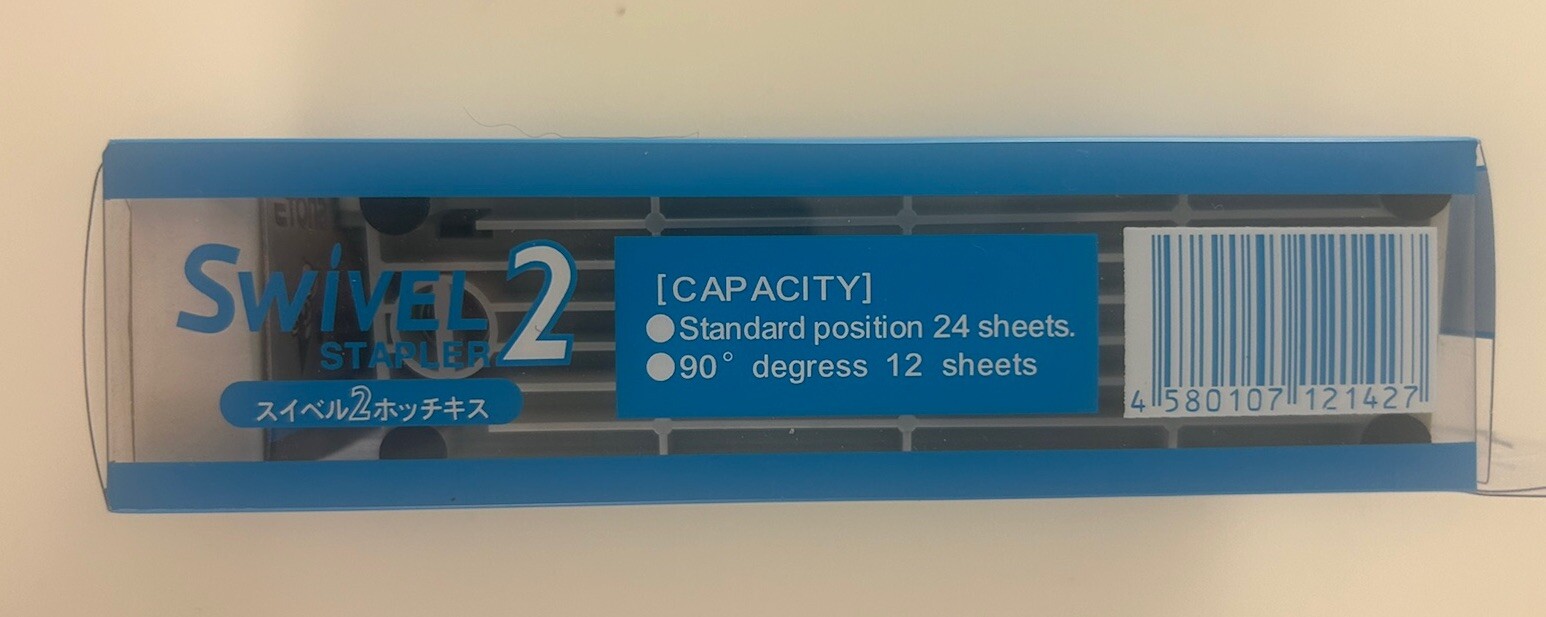 SWiVEL 2
STAPLER
スイベル2ホッチキス
[CAPACITY]
●Standard position 24 sheets.
●90° degress 12 sheets
4 580107 121427